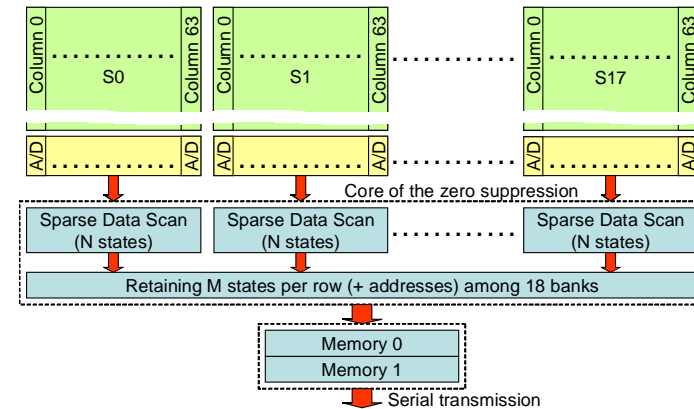 Column 0
S0
Column 63
Column 0
S1
Column 63
Column 0
S17
Column 63
A/D
A/D
A/D
A/D
A/D
A/D
Core of the zero suppression
Sparse Data Scan
(N states)
Sparse Data Scan
(N states)
Sparse Data Scan
(N states)
Retaining M states per row (+ addresses) among 18 banks
Memory 0
Memory 1
Serial transmission